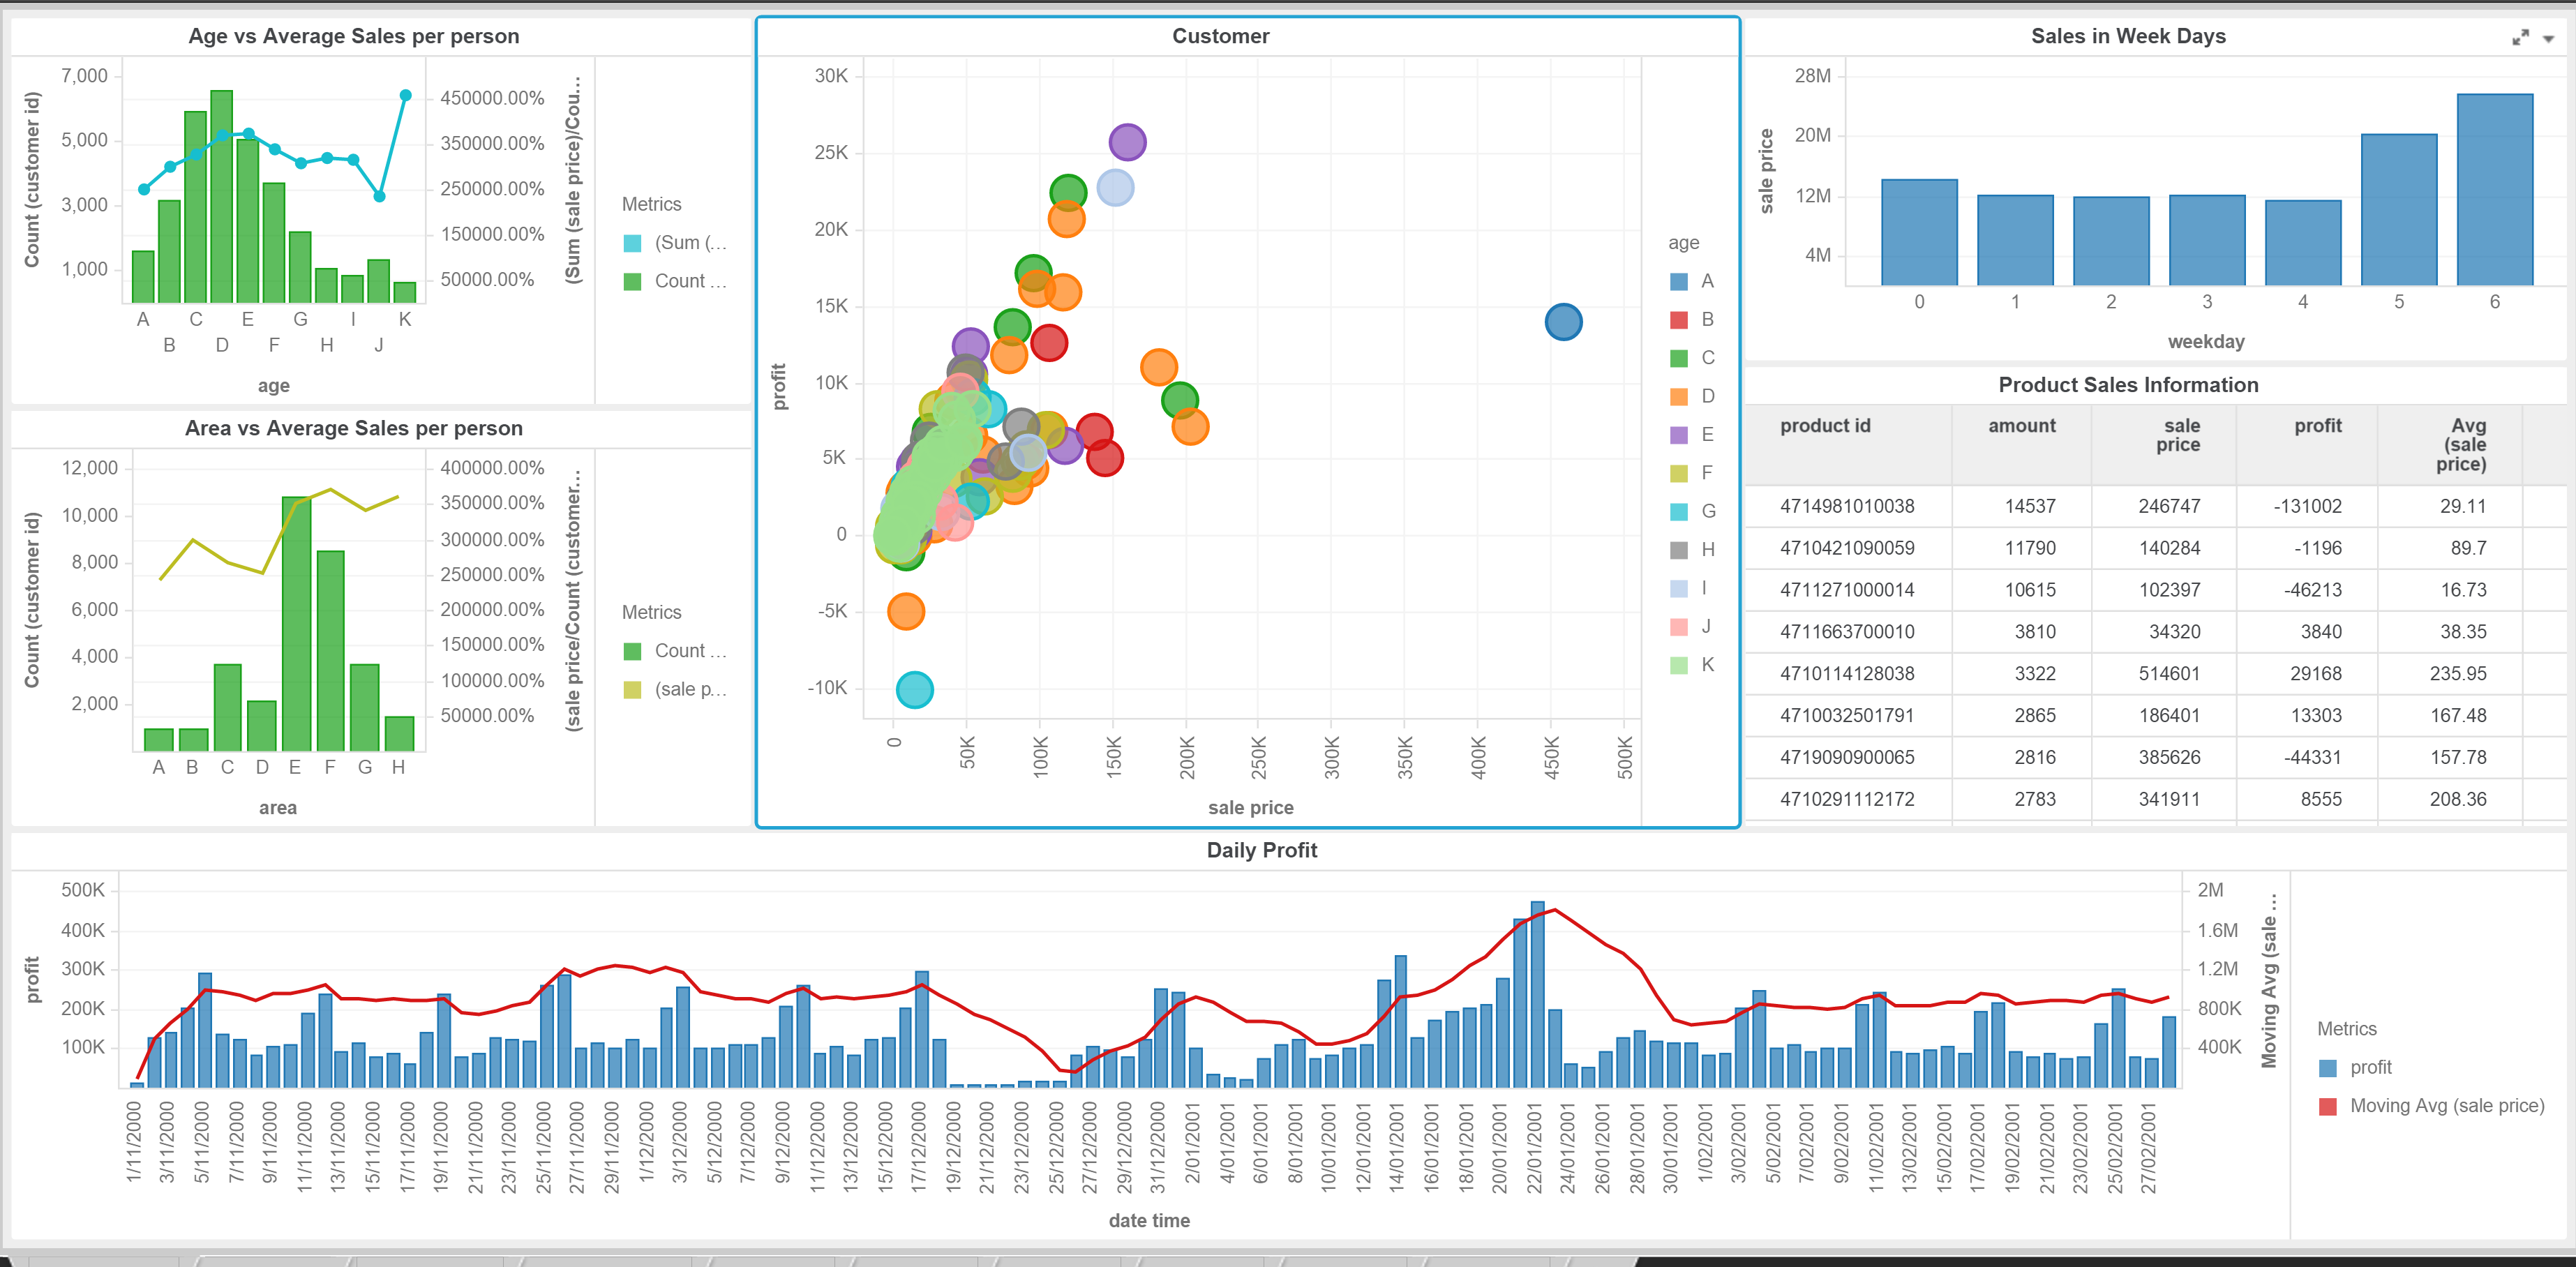 Age vs Average Sales per person
Count (customer id)
7,000
5,000
3,000
1,000
450000.00%
350000.00%
250000.00%
150000.00%
50000.00%
(Sum (sale price)/Cou...
A C E G I K
B D F H J
age
Metrics
(Sum (...
Count ...
Area vs Average Sales per person
Count (customer id)
12,000
10,000
8,000
6,000
4,000
2,000
400000.00%
350000.00%
300000.00%
250000.00%
200000.00%
150000.00%
100000.00%
50000.00%
(sale price/Count (customer...
A B C D E F G H
area
Metrics
Count ...
(sale p...
Customer
profit
30K
25K
20K
15K
10K
5K
0
-5K
-10K
0 50K 100K 150K 200K 250K 300K 350K 400K 450K 500K
sale price
age
A
B
C
D
E
F
G
H
I
J
K
Sales in Week Days
sale price
28M
20M
12M
4M
0 1 2 3 4 5 6
weekday
Product Sales Information
product id amount sale price profit Avg (sale price)
4714981010038 14537 246747 -131002 29.11
4710421090059 11790 140284 -1196 89.7
4711271000014 10615 102397 -46213 16.73
4711663700010 3810 34320 3840 38.35
4710114128038 3322 514601 29168 235.95
4710032501791 2865 186401 13303 167.48
4719090900065 2816 385626 -44331 157.78
4710291112172 2783 341911 8555 208.36
Daily Profit
profit
500K
400K
300K
200K
100K
2M
1.6M
1.2M
800K
400K
Moving Avg (sale ...
1/11/2000 3/11/2000 5/11/2000 7/11/2000 9/11/2000 11/11/2000 13/11/2000 15/11/2000 17/11/2000 19/11/2000 21/11/2000 23/11/2000 25/11/2000 27/11/2000 29/11/2000 1/12/2000 3/12/2000 5/12/2000 7/12/2000 9/12/2000 11/12/2000 13/12/2000 15/12/2000 17/12/2000 19/12/2000 21/12/2000 23/12/2000 25/12/2000 27/12/2000 29/12/2000 31/12/2000 2/01/2001 4/01/2001 6/01/2001 8/01/2001 10/01/2001 12/01/2001 14/01/2001 16/01/2001 18/01/2001 20/01/2001 22/01/2001 24/01/2001 26/01/2001 28/01/2001 30/01/2001 1/02/2001 3/02/2001 5/02/2001 7/02/2001 9/02/2001 11/02/2001 13/02/2001 15/02/2001 17/02/2001 19/02/2001 21/02/2001 23/02/2001 25/02/2001 27/02/2001
date time
Metrics
profit
Moving Avg (sale price)